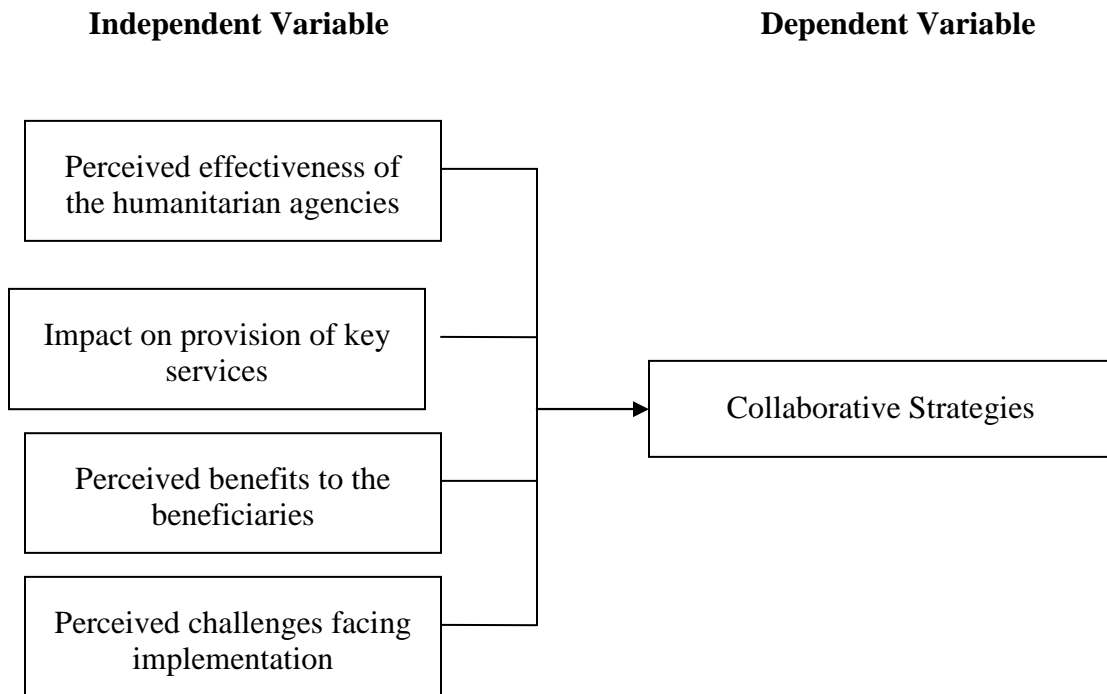 Independent Variable
Dependent Variable
Perceived effectiveness of
the humanitarian agencies
Impact on provision of key
services
Collaborative Strategies
Perceived benefits to the
beneficiaries
Perceived challenges facing
implementation